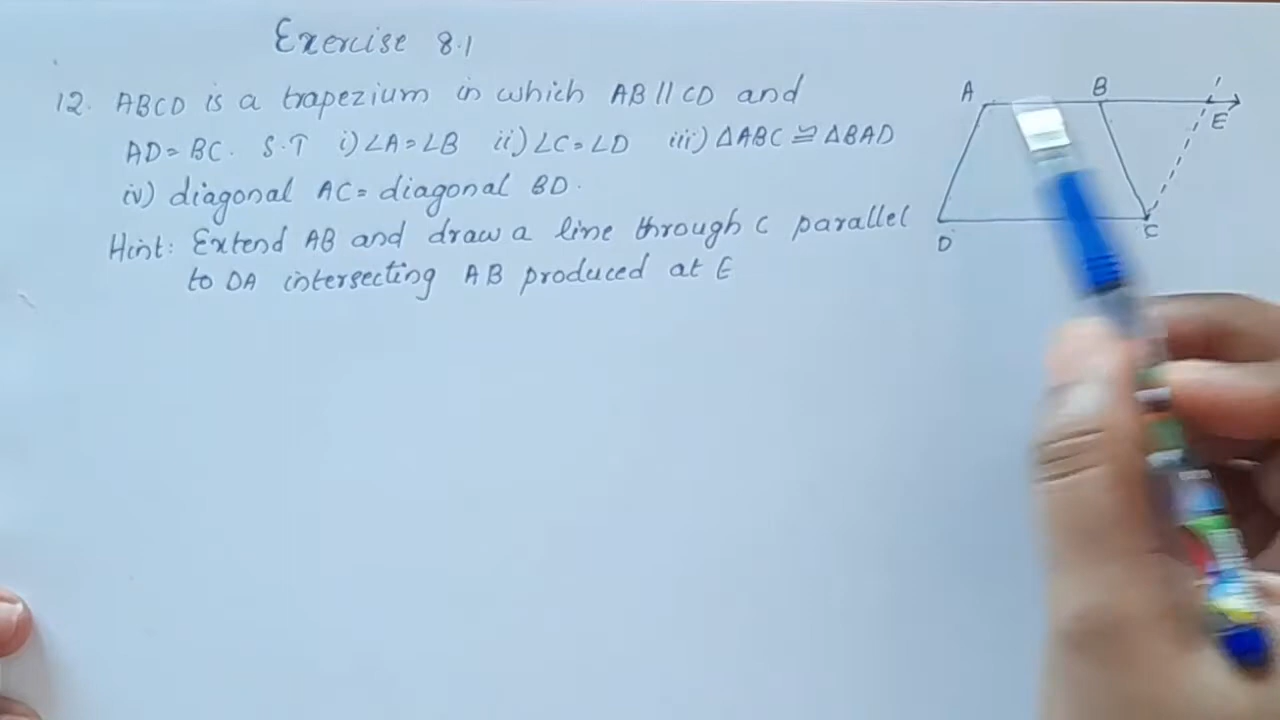 Exercise 8.1
12. ABCD is a trapezium in which AB || CD and
AD = BC. S.T i) ∠A = ∠B ii) ∠C = ∠D iii) ΔABC ≅ ΔBAD
iv) diagonal AC = diagonal BD.
Hint: Extend AB and draw a line through C parallel
to DA intersecting AB produced at E
A B
E
D C